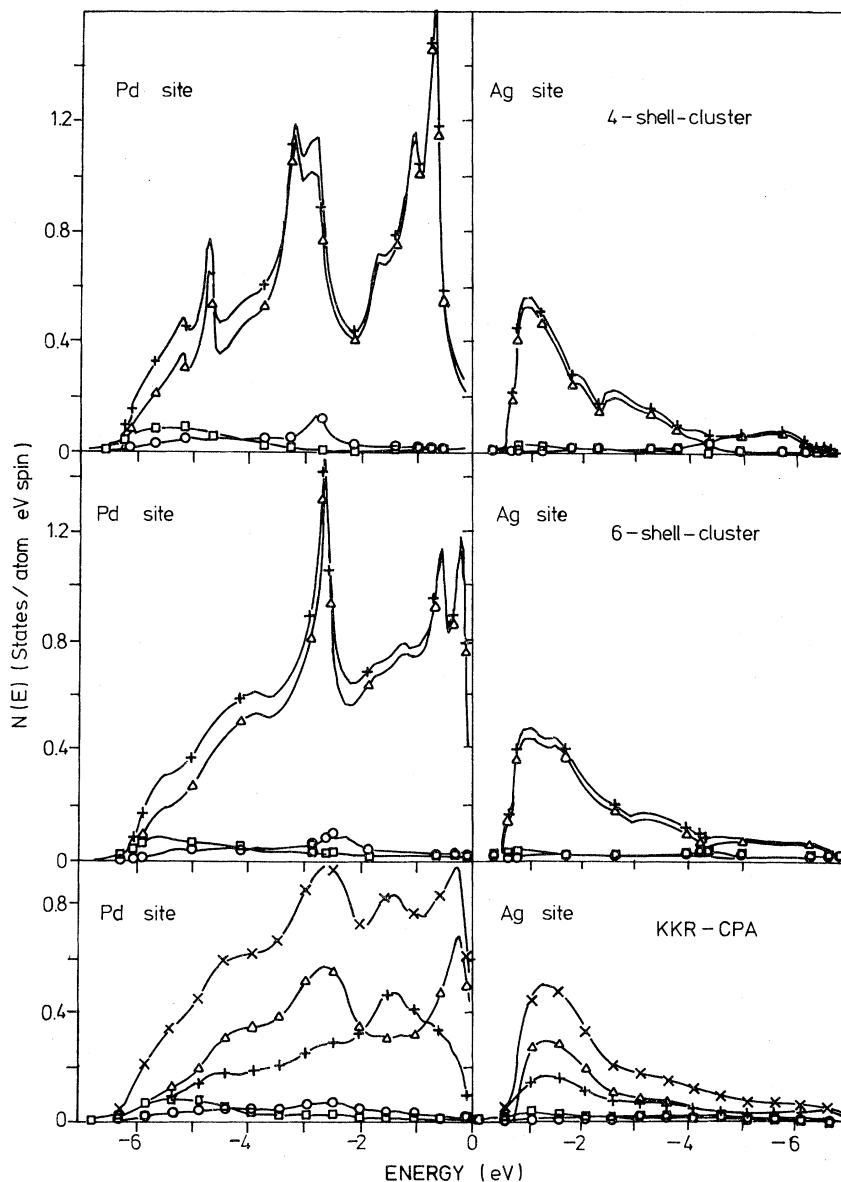 Pd site
Ag site
4-shell-cluster
1.2
0.8
0.4
0
Pd site
Ag site
6-shell-cluster
1.2
0.8
0.4
0
Pd site
Ag site
KKR-CPA
0.8
0.4
0
N(E) (States/atom eV spin)
-6 -4 -2 0 -2 -4 -6
ENERGY (eV)